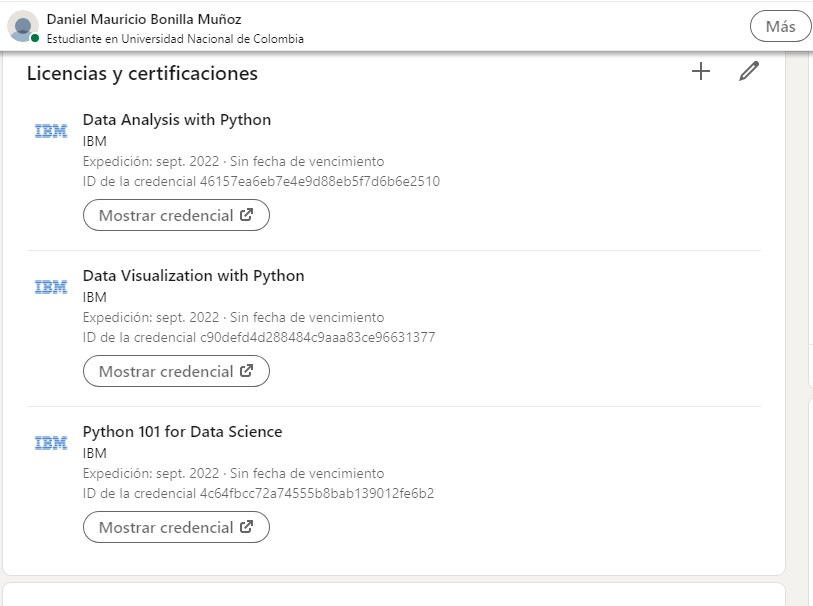 Daniel Mauricio Bonilla Muñoz
Estudiante en Universidad Nacional de Colombia
Más
Licencias y certificaciones
IBM
Data Analysis with Python
IBM
Expedición: sept. 2022 · Sin fecha de vencimiento
ID de la credencial 46157ea6eb7e4e9d88eb5f7d6b6e2510
Mostrar credencial
IBM
Data Visualization with Python
IBM
Expedición: sept. 2022 · Sin fecha de vencimiento
ID de la credencial c90defd4d288484c9aaa83ce96631377
Mostrar credencial
IBM
Python 101 for Data Science
IBM
Expedición: sept. 2022 · Sin fecha de vencimiento
ID de la credencial 4c64fbcc72a74555b8bab139012fe6b2
Mostrar credencial